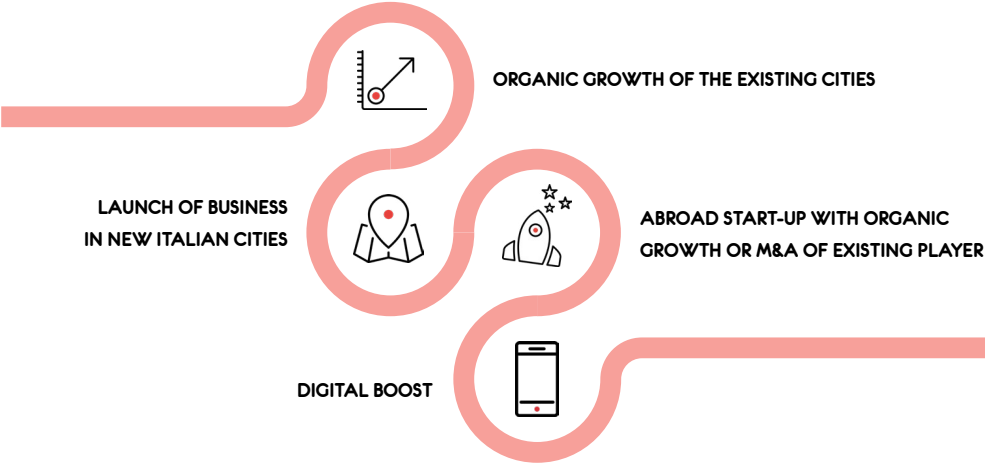 ORGANIC GROWTH OF THE EXISTING CITIES
LAUNCH OF BUSINESS
IN NEW ITALIAN CITIES
ABROAD START-UP WITH ORGANIC
GROWTH OR M&A OF EXISTING PLAYER
DIGITAL BOOST